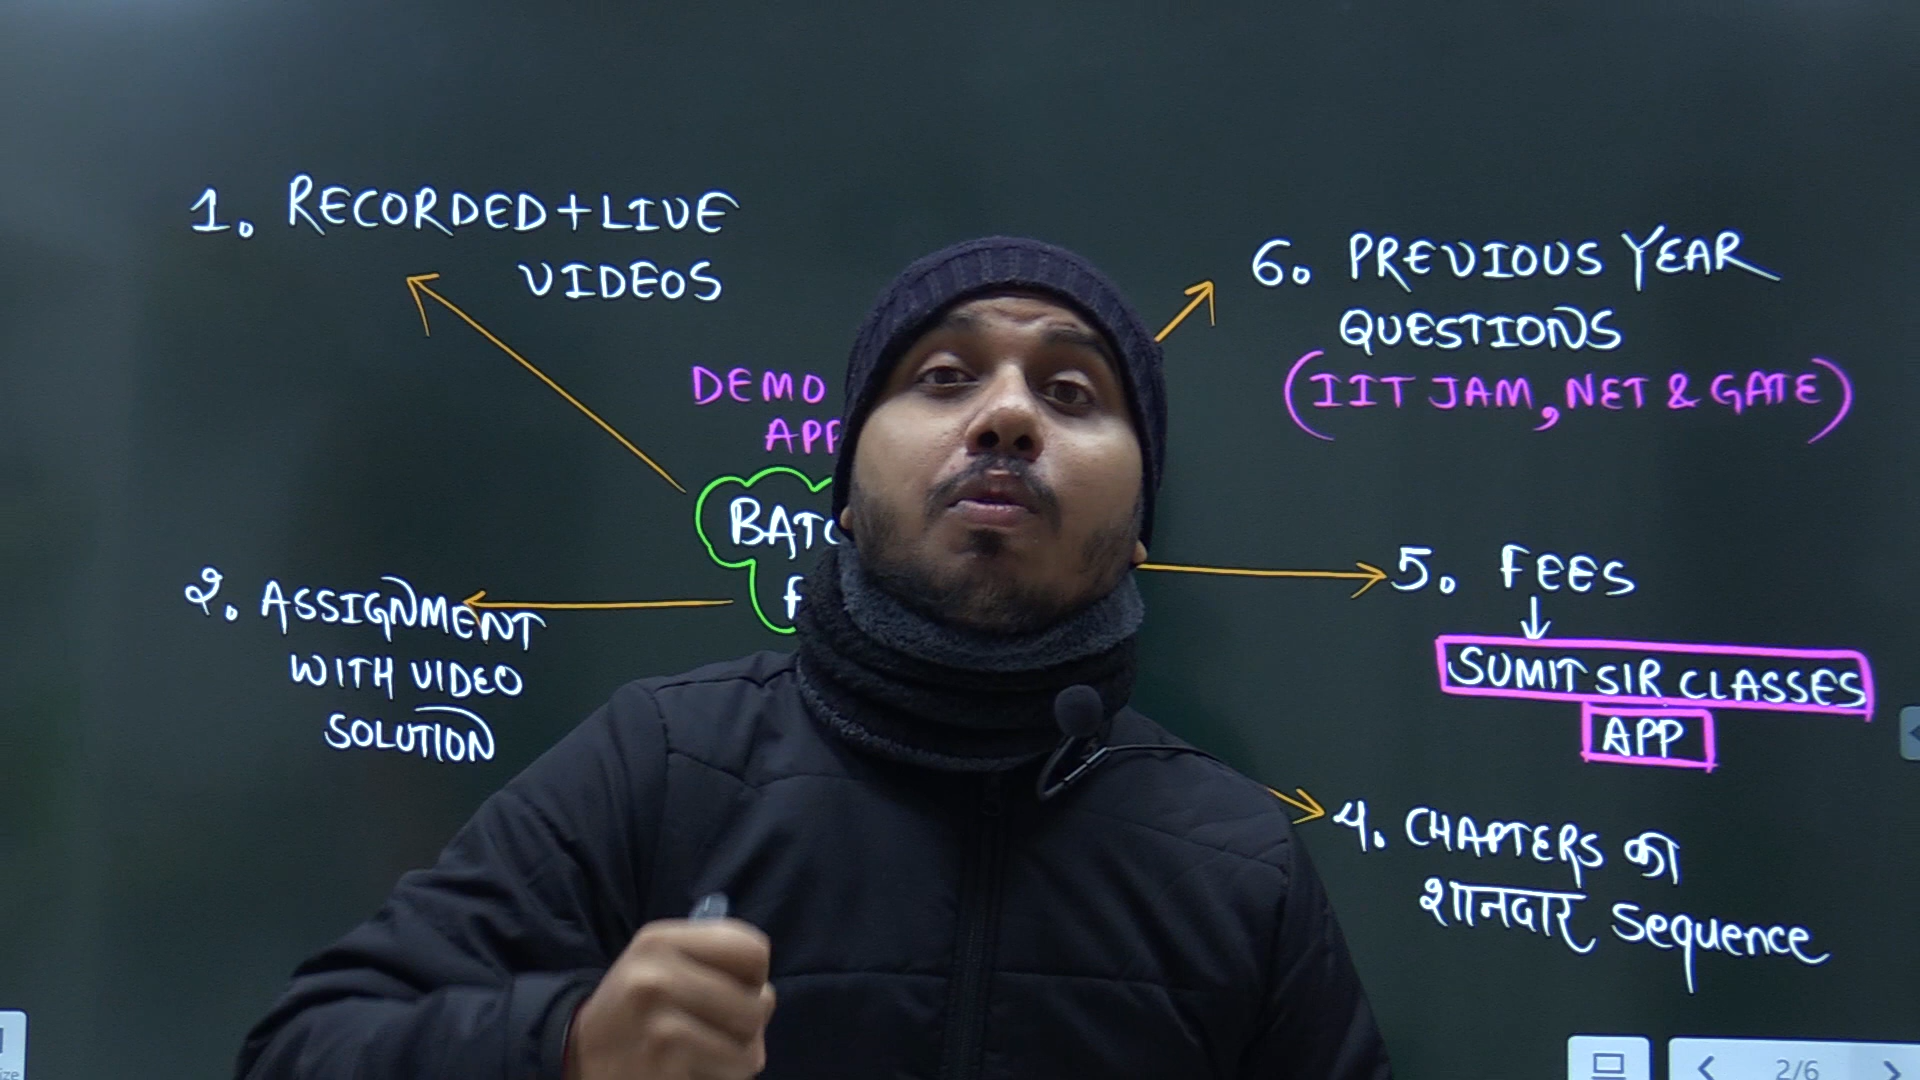 1. RECORDED+LIVE
VIDEOS
DEMO
APP
2. ASSIGNMENT
WITH VIDEO
SOLUTION
6. PREVIOUS YEAR
QUESTIONS
(IIT JAM, NET & GATE)
5. FEES
SUMIT SIR CLASSES
APP
4. CHAPTERS का
शानदार Sequence
2/6